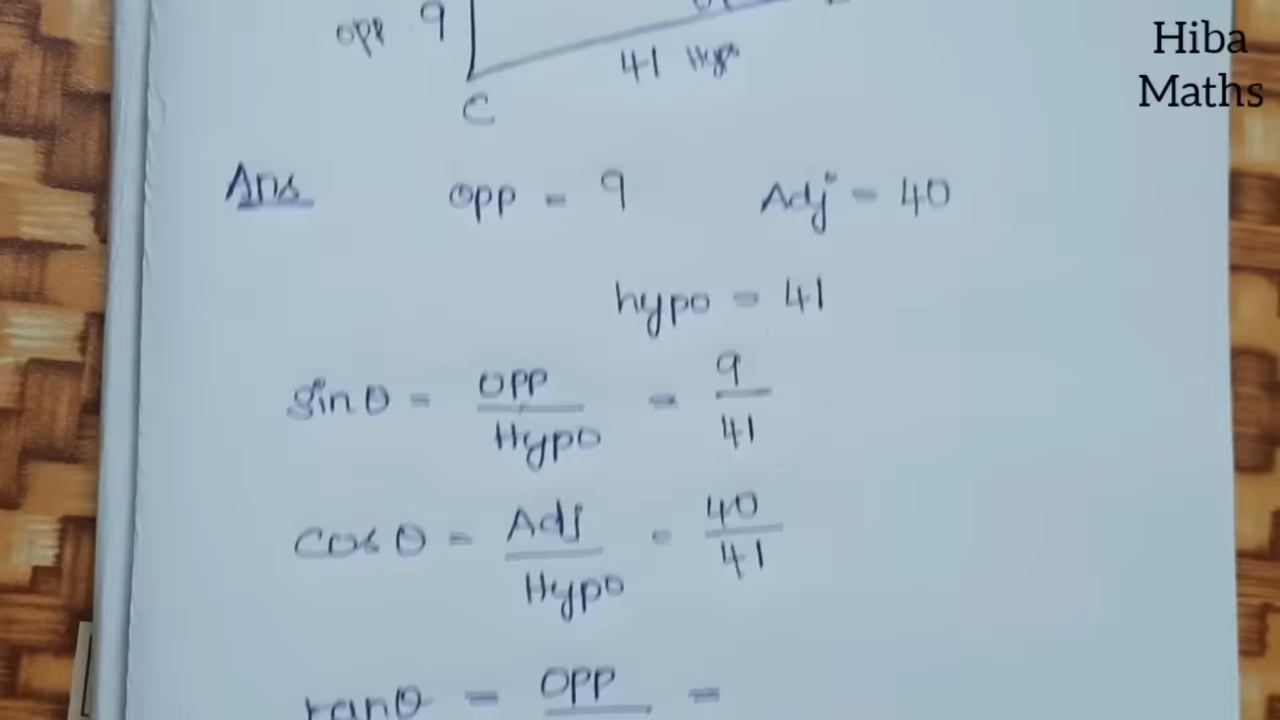 Hiba
Maths
opp 9
41 Hypo
C
Ans opp = 9 Adj = 40
hypo = 41
sinθ = opp / Hypo = 9 / 41
cosθ = Adj / Hypo = 40 / 41
tanθ = opp =